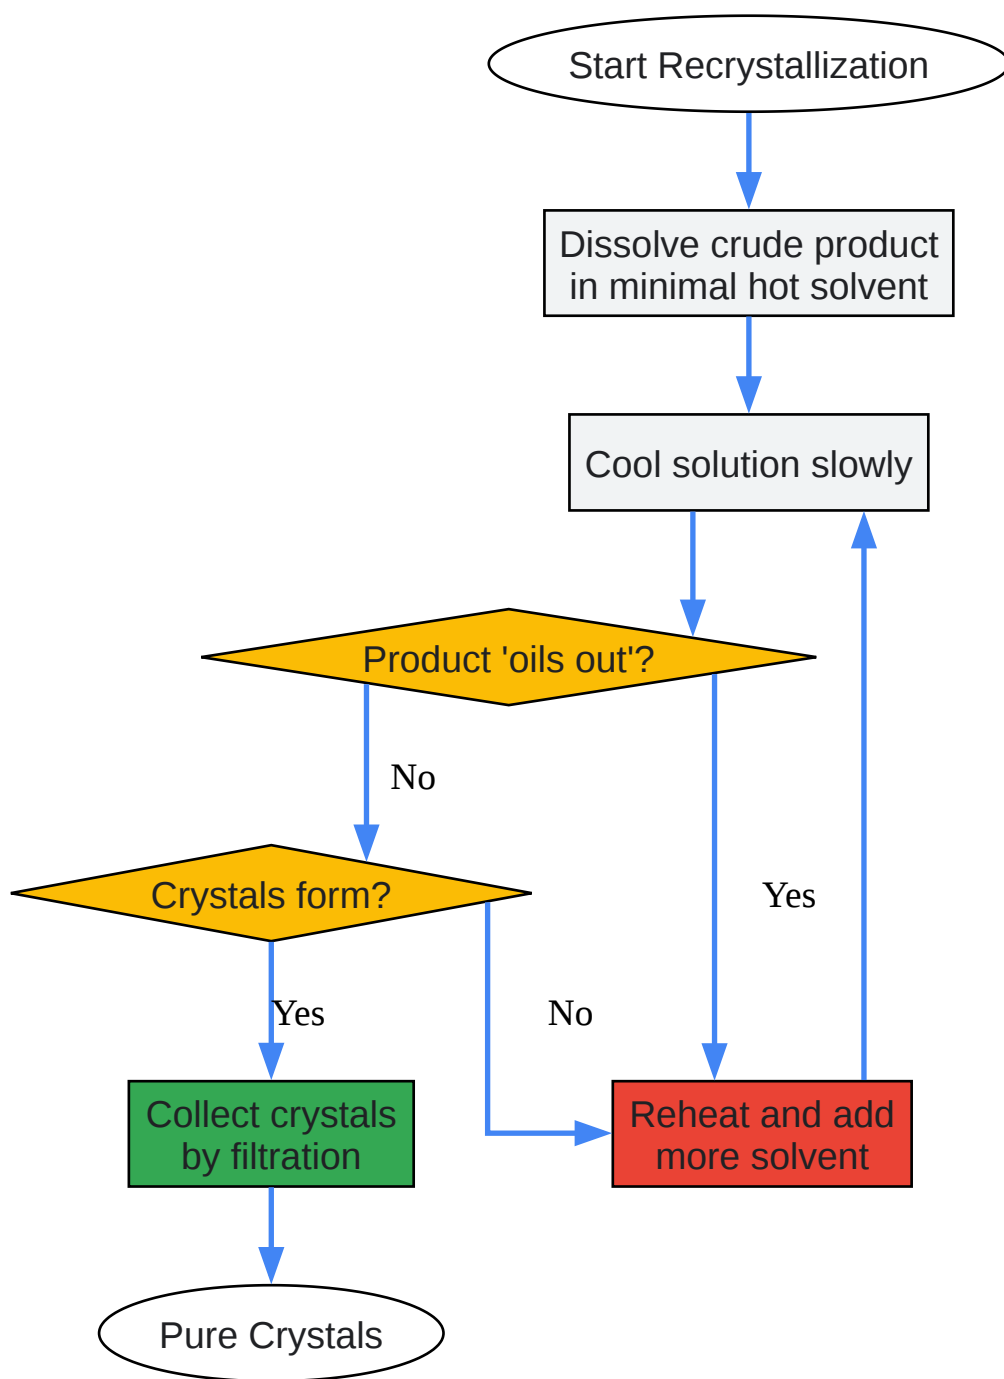 Start Recrystallization
Dissolve crude product
in minimal hot solvent
Cool solution slowly
Product 'oils out'?
No
Crystals form?
Yes
Yes
No
Collect crystals
by filtration
Reheat and add
more solvent
Pure Crystals